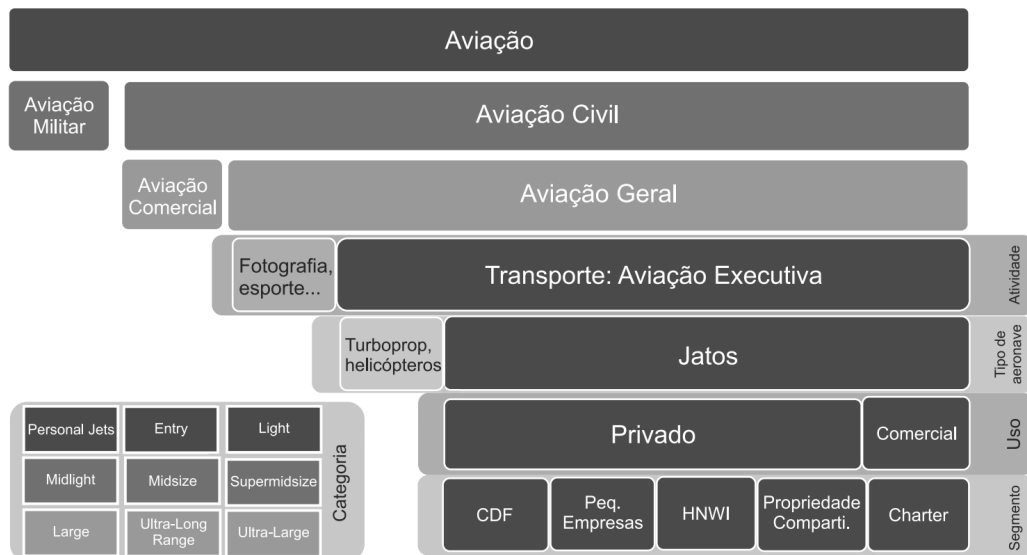 Aviação
Aviação
Militar
Aviação Civil
Aviação
Comercial
Aviação Geral
Fotografia,
esporte...
Transporte: Aviação Executiva
Atividade
Turboprop,
helicópteros
Jatos
Tipo de
aeronave
Personal Jets
Entry
Light
Midlight
Midsize
Supermidsize
Large
Ultra-Long
Range
Ultra-Large
Categoria
Privado
Comercial
Uso
CDF
Peq.
Empresas
HNWI
Propriedade
Comparti.
Charter
Segmento